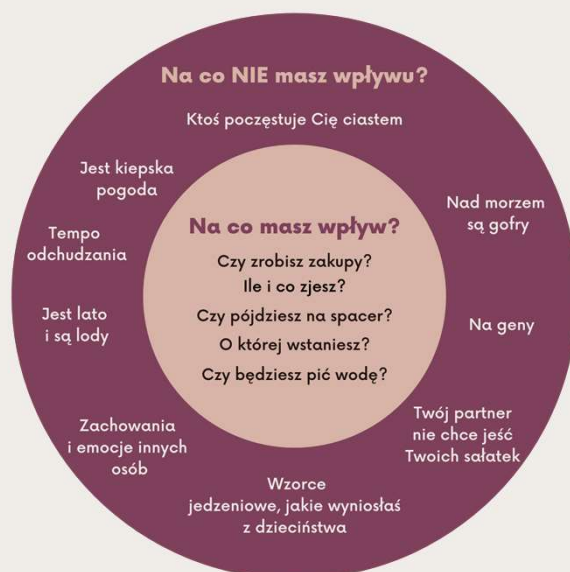 Na co NIE masz wpływu?
Ktoś poczęstuje Cię ciastem
Jest kiepska
pogoda
Nad morzem
są gofry
Tempo
odchudzania
Jest lato
i są lody
Na geny
Zachowania
i emocje innych
osób
Twój partner
nie chce jeść
Twoich sałatek
Wzorce
jedzeniowe, jakie wyniosłaś
z dzieciństwa
Na co masz wpływ?
Czy zrobisz zakupy?
Ile i co zjesz?
Czy pójdziesz na spacer?
O której wstaniesz?
Czy będziesz pić wodę?